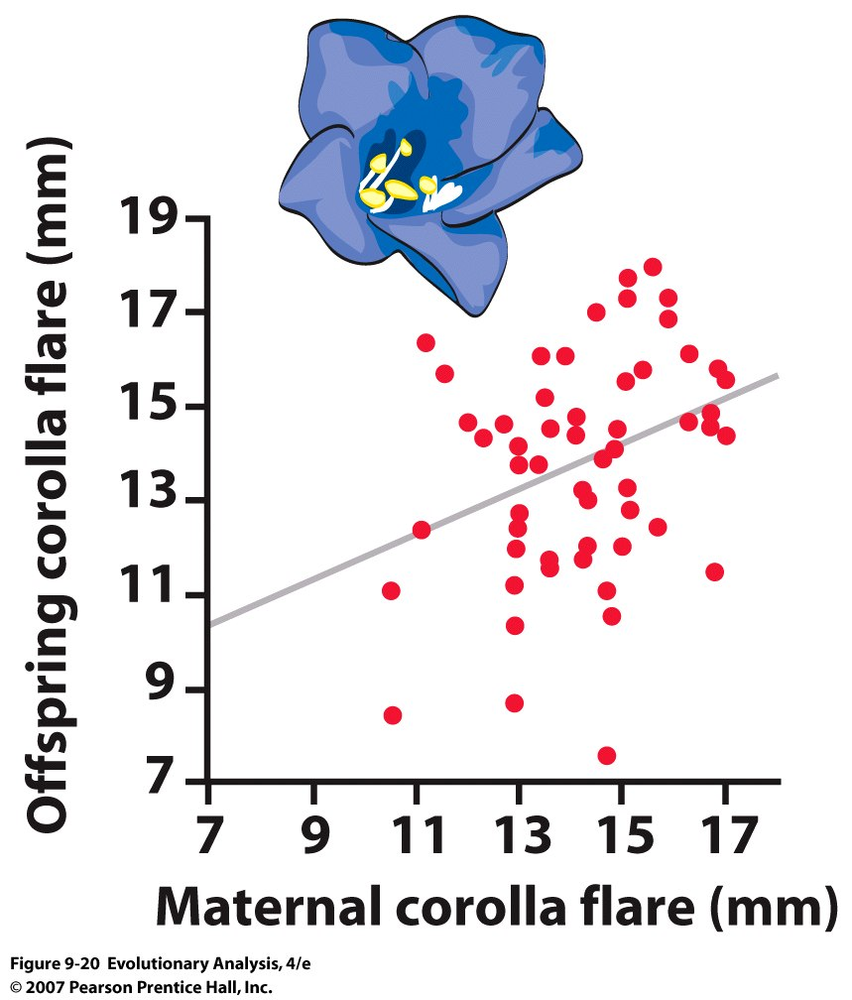 Offspring corolla flare (mm)
19
17
15
13
11
9
7
7 9 11 13 15 17
Maternal corolla flare (mm)
Figure 9-20 Evolutionary Analysis, 4/e
© 2007 Pearson Prentice Hall, Inc.